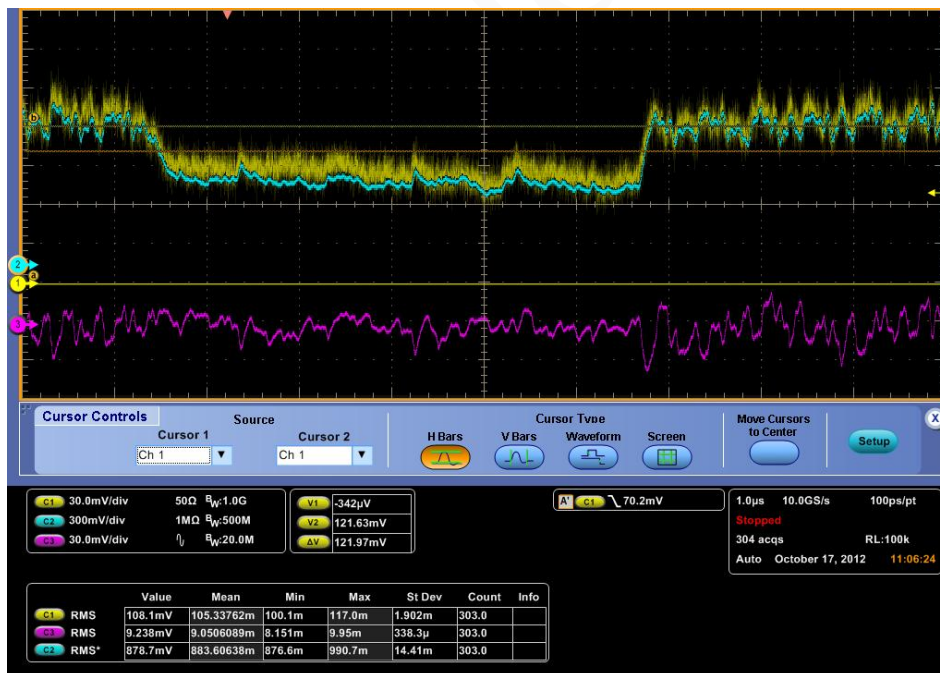 b
2
a
1
3
Cursor Controls
Source
Cursor Type
Move Cursors
to Center
X
Cursor 1
Cursor 2
H Bars
V Bars
Waveform
Screen
Setup
Ch 1
Ch 1
C1 30.0mV/div 50Ω BW:1.0G
C2 300mV/div 1MΩ BW:500M
C3 30.0mV/div BW:20.0M
V1 -342µV
V2 121.63mV
ΔV 121.97mV
A' C1 70.2mV
1.0µs 10.0GS/s 100ps/pt
Stopped
304 acqs RL:100k
Auto October 17, 2012 11:06:24
Value Mean Min Max St Dev Count Info
C1 RMS 108.1mV 105.33762m 100.1m 117.0m 1.902m 303.0
C3 RMS 9.238mV 9.0506089m 8.151m 9.95m 338.3µ 303.0
C2 RMS* 878.7mV 883.60638m 876.6m 990.7m 14.41m 303.0